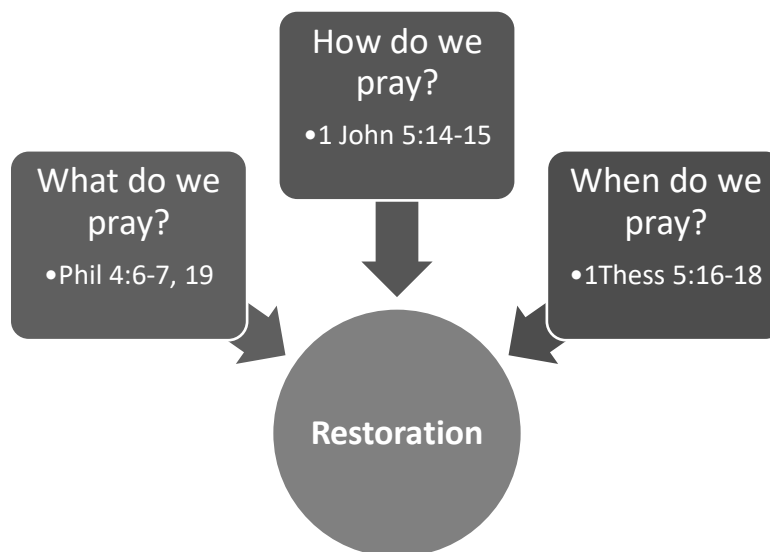 What do we
pray?
•Phil 4:6-7, 19
How do we
pray?
•1 John 5:14-15
When do we
pray?
•1Thess 5:16-18
Restoration